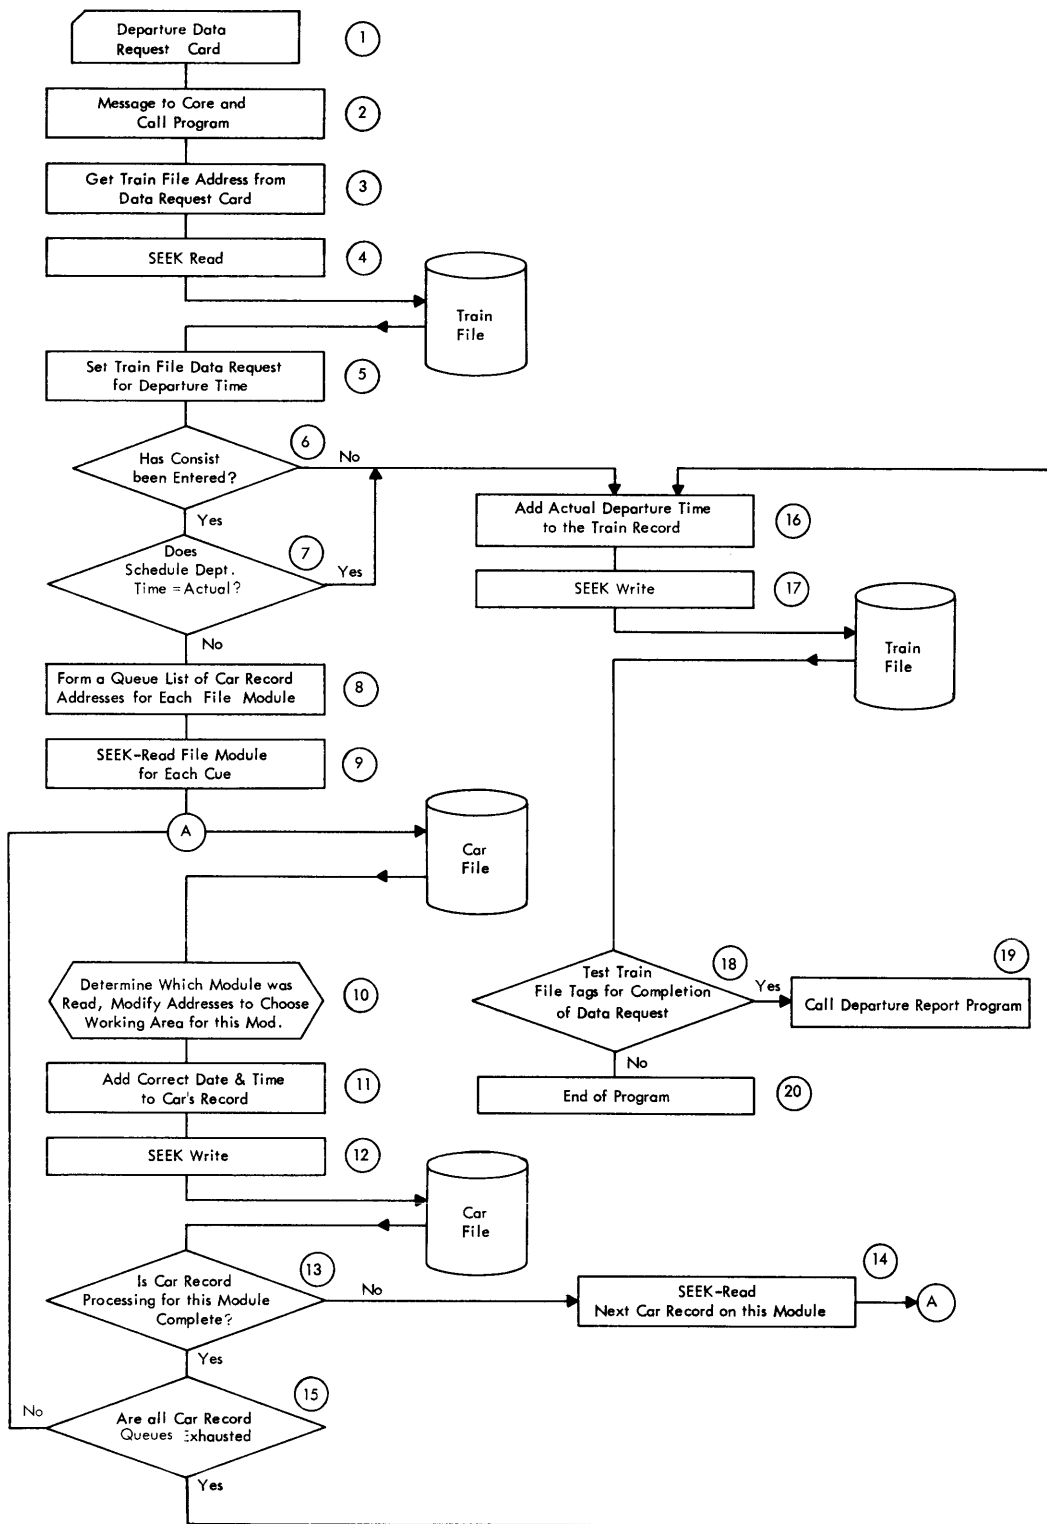 Departure Data
Request Card
1
Message to Core and
Call Program
2
Get Train File Address from
Data Request Card
3
SEEK Read
4
Train
File
Set Train File Data Request
for Departure Time
5
Has Consist
been Entered?
6
No
Yes
Does
Schedule Dept.
Time = Actual?
7
Yes
No
Form a Queue List of Car Record
Addresses for Each File Module
8
SEEK-Read File Module
for Each Cue
9
A
Car
File
Determine Which Module was
Read, Modify Addresses to Choose
Working Area for this Mod.
10
Add Correct Date & Time
to Car's Record
11
SEEK Write
12
Car
File
Is Car Record
Processing for this Module
Complete?
13
No
Yes
SEEK-Read
Next Car Record on this Module
14
A
Are all Car Record
Queues Exhausted
15
No
Yes
Add Actual Departure Time
to the Train Record
16
SEEK Write
17
Train
File
Test Train
File Tags for Completion
of Data Request
18
Yes
No
Call Departure Report Program
19
End of Program
20